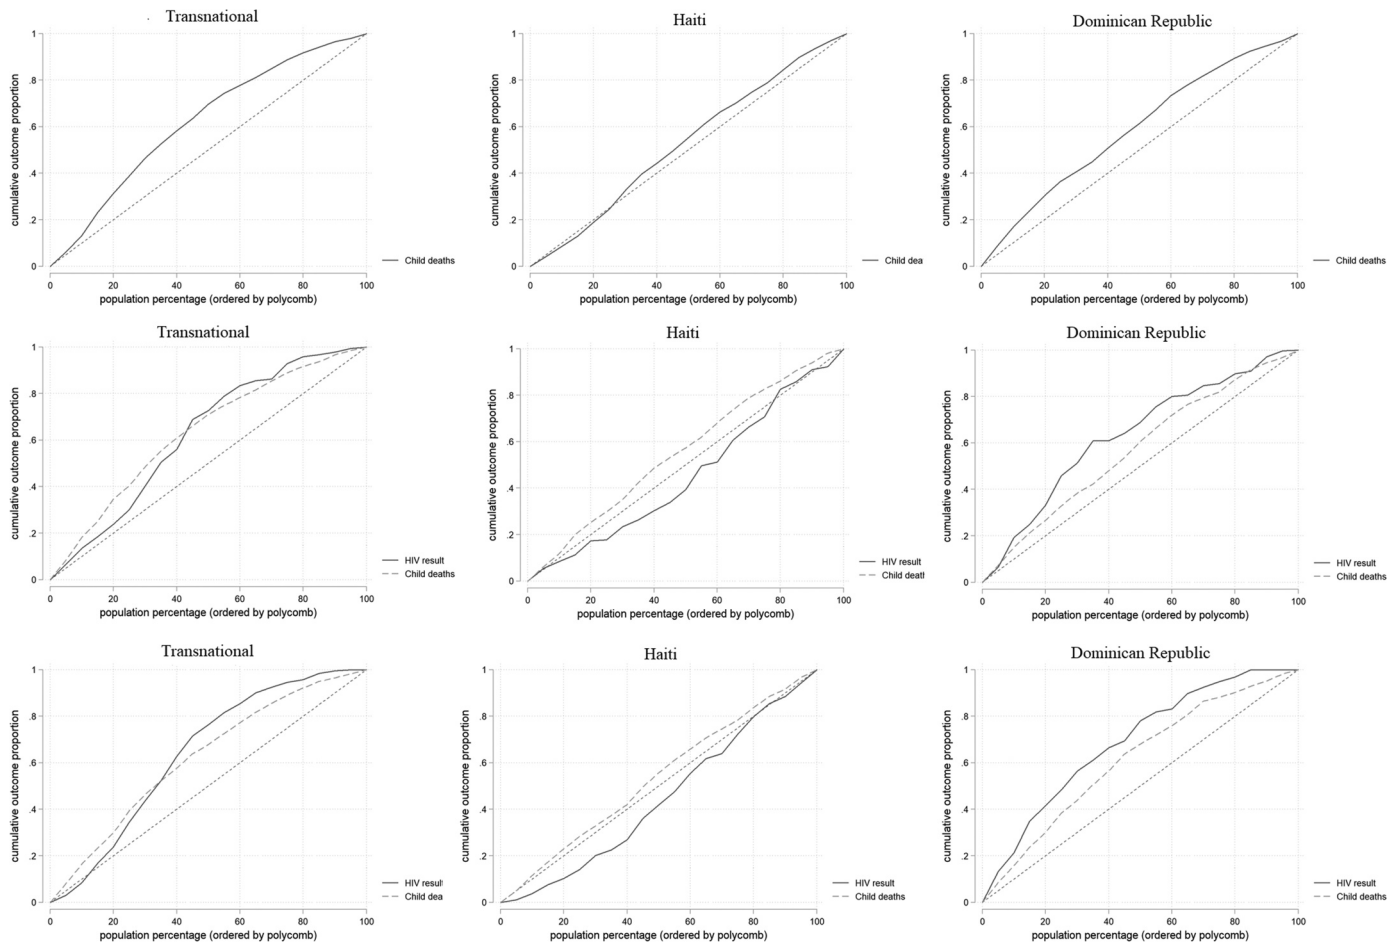 Transnational
cumulative outcome proportion
1
.8
.6
.4
.2
0
0 20 40 60 80 100
population percentage (ordered by polycomb)
Child deaths
Haiti
cumulative outcome proportion
1
.8
.6
.4
.2
0
0 20 40 60 80 100
population percentage (ordered by polycomb)
Child dea
Dominican Republic
cumulative outcome proportion
1
.8
.6
.4
.2
0
0 20 40 60 80 100
population percentage (ordered by polycomb)
Child deaths
Transnational
cumulative outcome proportion
1
.8
.6
.4
.2
0
0 20 40 60 80 100
population percentage (ordered by polycomb)
HIV result
Child deaths
Haiti
cumulative outcome proportion
1
.8
.6
.4
.2
0
0 20 40 60 80 100
population percentage (ordered by polycomb)
HIV result
Child deatl
Dominican Republic
cumulative outcome proportion
1
.8
.6
.4
.2
0
0 20 40 60 80 100
population percentage (ordered by polycomb)
HIV result
Child deaths
Transnational
cumulative outcome proportion
1
.8
.6
.4
.2
0
0 20 40 60 80 100
population percentage (ordered by polycomb)
HIV resul
Child dea
Haiti
cumulative outcome proportion
1
.8
.6
.4
.2
0
0 20 40 60 80 100
population percentage (ordered by polycomb)
HIV result
Child deaths
Dominican Republic
cumulative outcome proportion
1
.8
.6
.4
.2
0
0 20 40 60 80 100
population percentage (ordered by polycomb)
HIV result
Child deaths